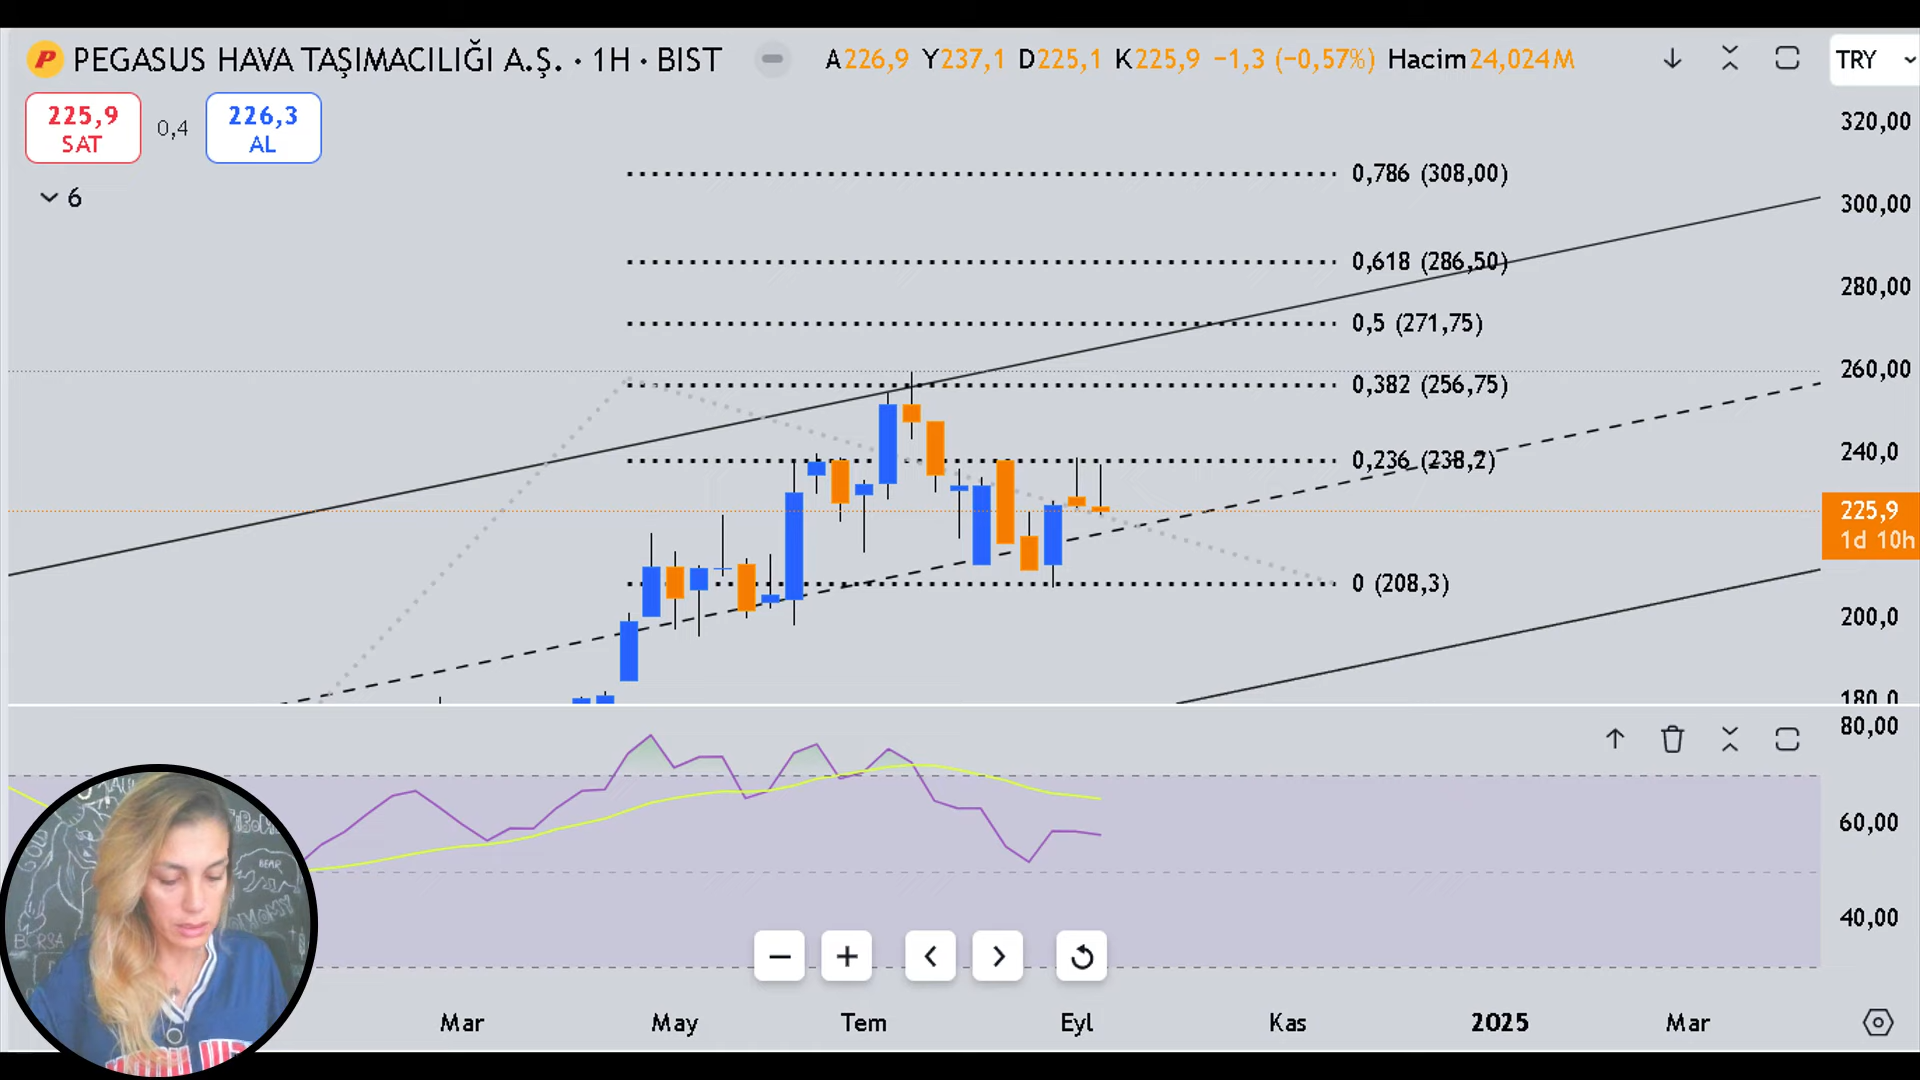 PEGASUS HAVA TAŞIMACILIĞI A.Ş. · 1H · BIST
A226,9 Y237,1 D225,1 K225,9 −1,3 (−0,57%) Hacim24,024M
TRY
225,9
SAT
0,4
226,3
AL
6
320,00
0,786 (308,00)
300,00
0,618 (286,50)
280,00
0,5 (271,75)
260,00
0,382 (256,75)
240,0
0,236 (238,2)
225,9
1d 10h
0 (208,3)
200,0
180,0
80,00
60,00
40,00
BEAR
BORSA
Mar
May
Tem
Eyl
Kas
2025
Mar